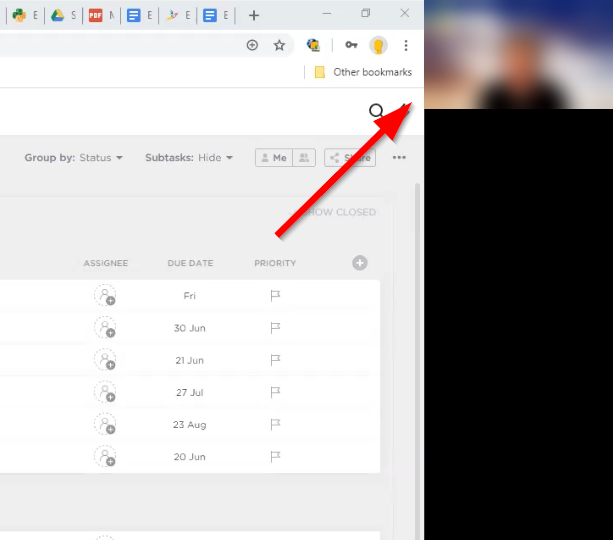 E S PDF M E E E
Other bookmarks
Group by: Status Subtasks: Hide Me Share
SHOW CLOSED
ASSIGNEE DUE DATE PRIORITY
Fri
30 Jun
21 Jun
27 Jul
23 Aug
20 Jun